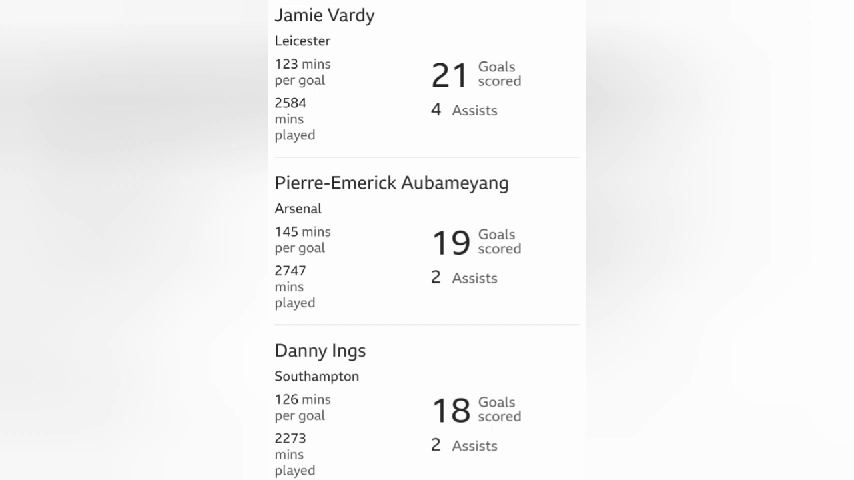 Jamie Vardy
Leicester
123 mins
per goal
2584
mins
played
21 Goals
scored
4 Assists
Pierre-Emerick Aubameyang
Arsenal
145 mins
per goal
2747
mins
played
19 Goals
scored
2 Assists
Danny Ings
Southampton
126 mins
per goal
2273
mins
played
18 Goals
scored
2 Assists